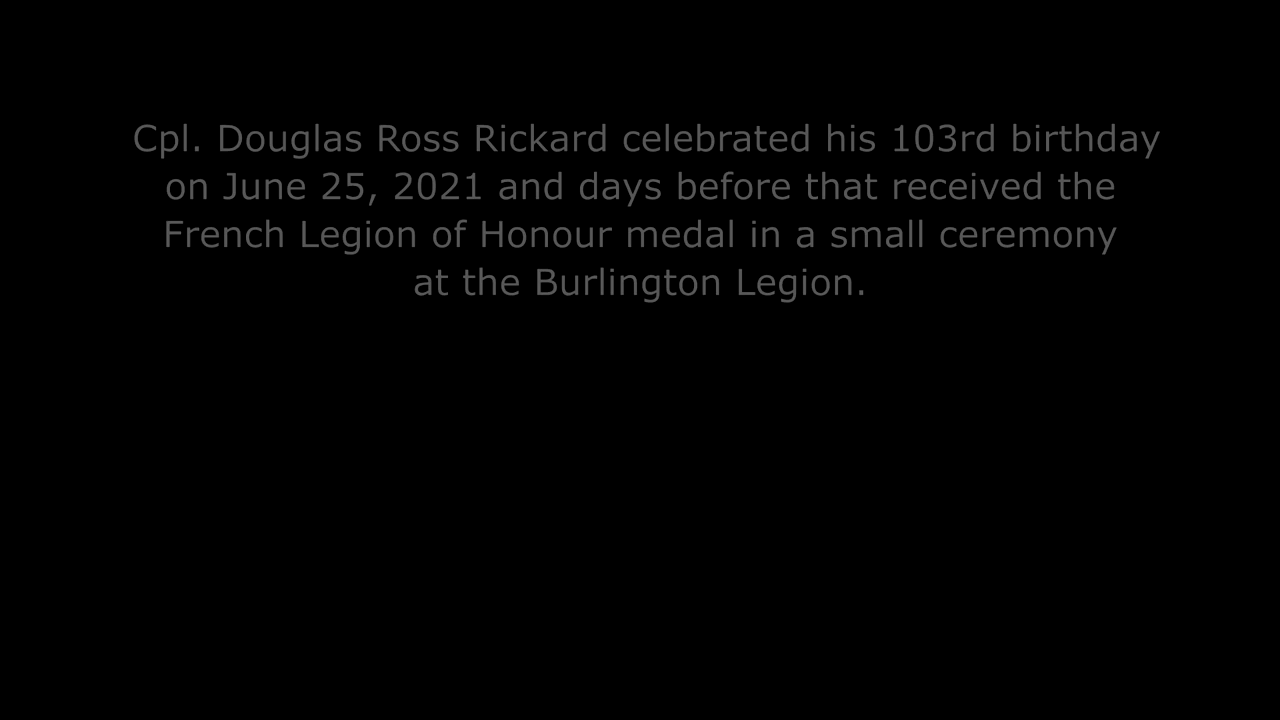 Cpl. Douglas Ross Rickard celebrated his 103rd birthday
on June 25, 2021 and days before that received the
French Legion of Honour medal in a small ceremony
at the Burlington Legion.